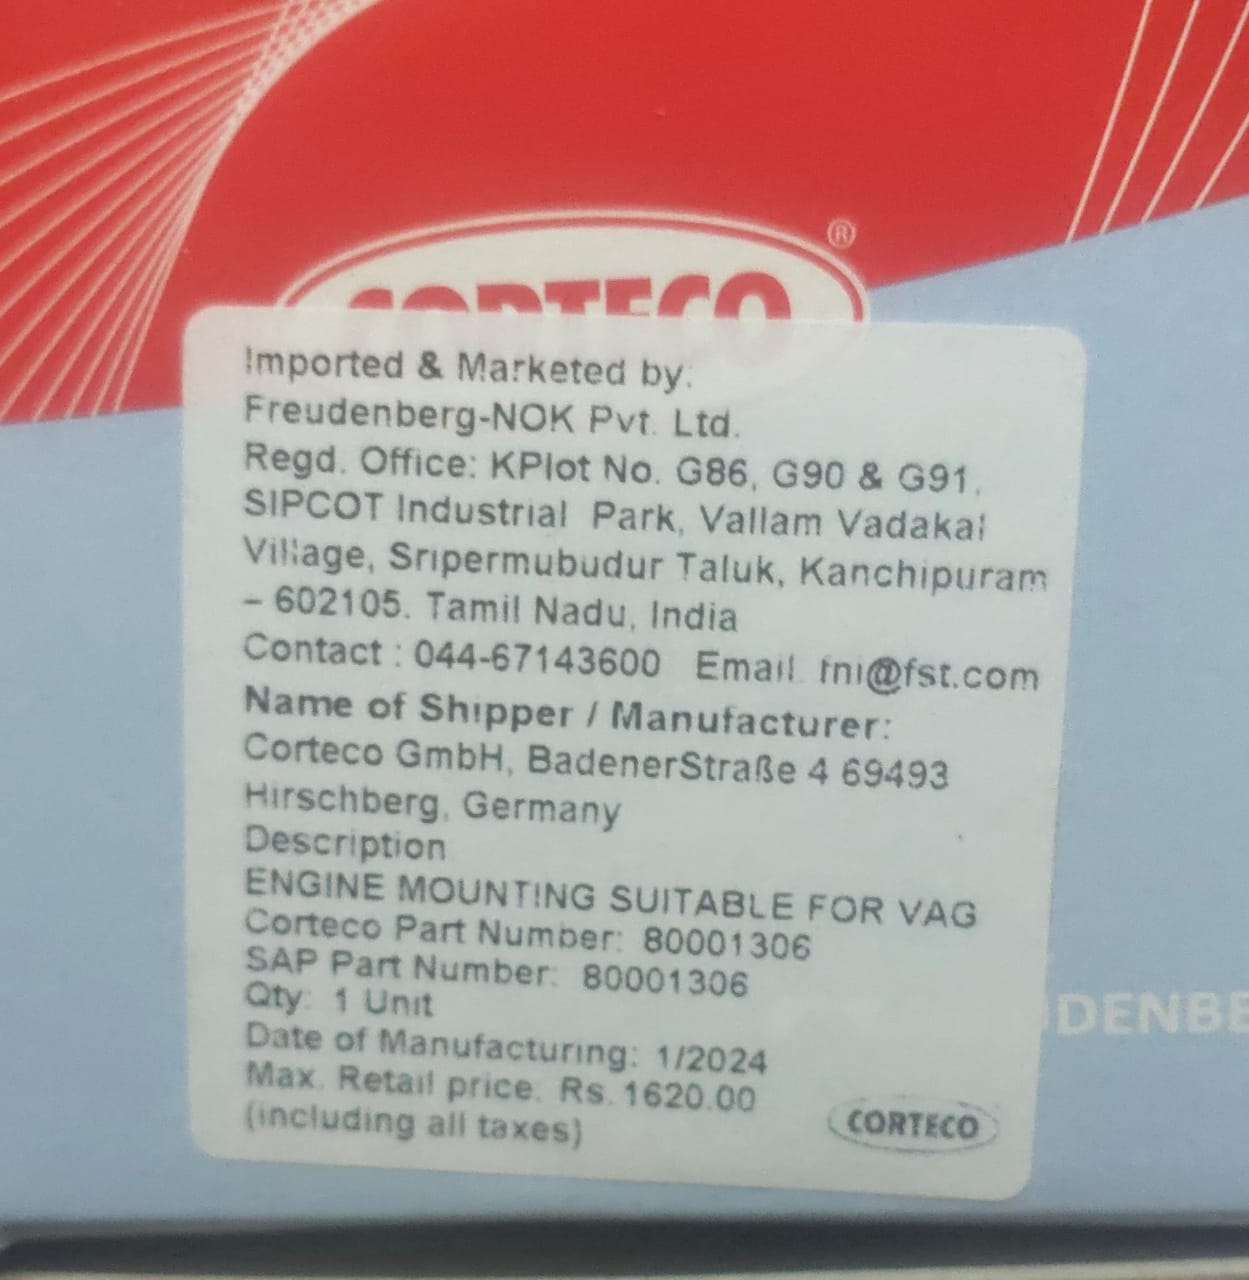 ®
CORTECO
Imported & Marketed by:
Freudenberg-NOK Pvt. Ltd.
Regd. Office: KPlot No. G86, G90 & G91,
SIPCOT Industrial Park, Vallam Vadakal
Village, Sripermubudur Taluk, Kanchipuram
– 602105. Tamil Nadu, India
Contact : 044-67143600 Email. fni@fst.com
Name of Shipper / Manufacturer:
Corteco GmbH, BadenerStraße 4 69493
Hirschberg, Germany
Description
ENGINE MOUNTING SUITABLE FOR VAG
Corteco Part Number: 80001306
SAP Part Number: 80001306
Qty: 1 Unit
DENBE
Date of Manufacturing: 1/2024
Max. Retail price: Rs. 1620.00
(including all taxes)
CORTECO